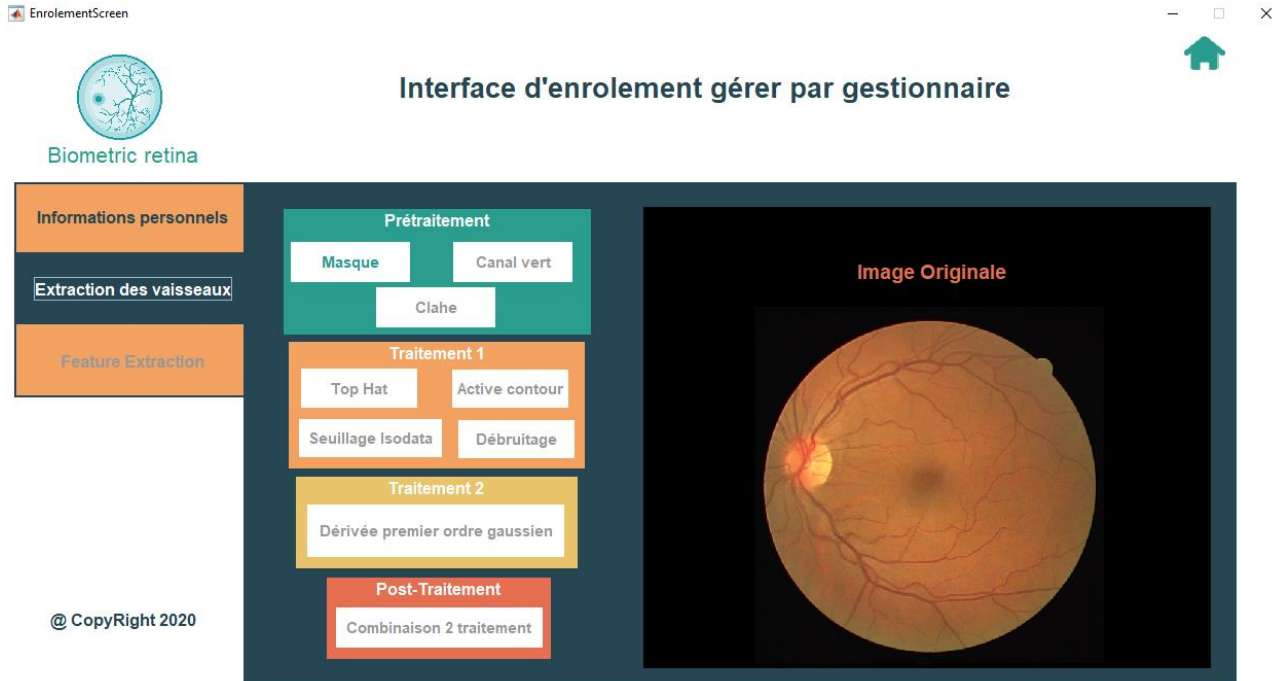 EnrolementScreen
Interface d'enrolement gérer par gestionnaire
Biometric retina
Informations personnels
Extraction des vaisseaux
Feature Extraction
@ CopyRight 2020
Prétraitement
Masque
Canal vert
Clahe
Traitement 1
Top Hat
Active contour
Seuillage Isodata
Débruitage
Traitement 2
Dérivée premier ordre gaussien
Post-Traitement
Combinaison 2 traitement
Image Originale